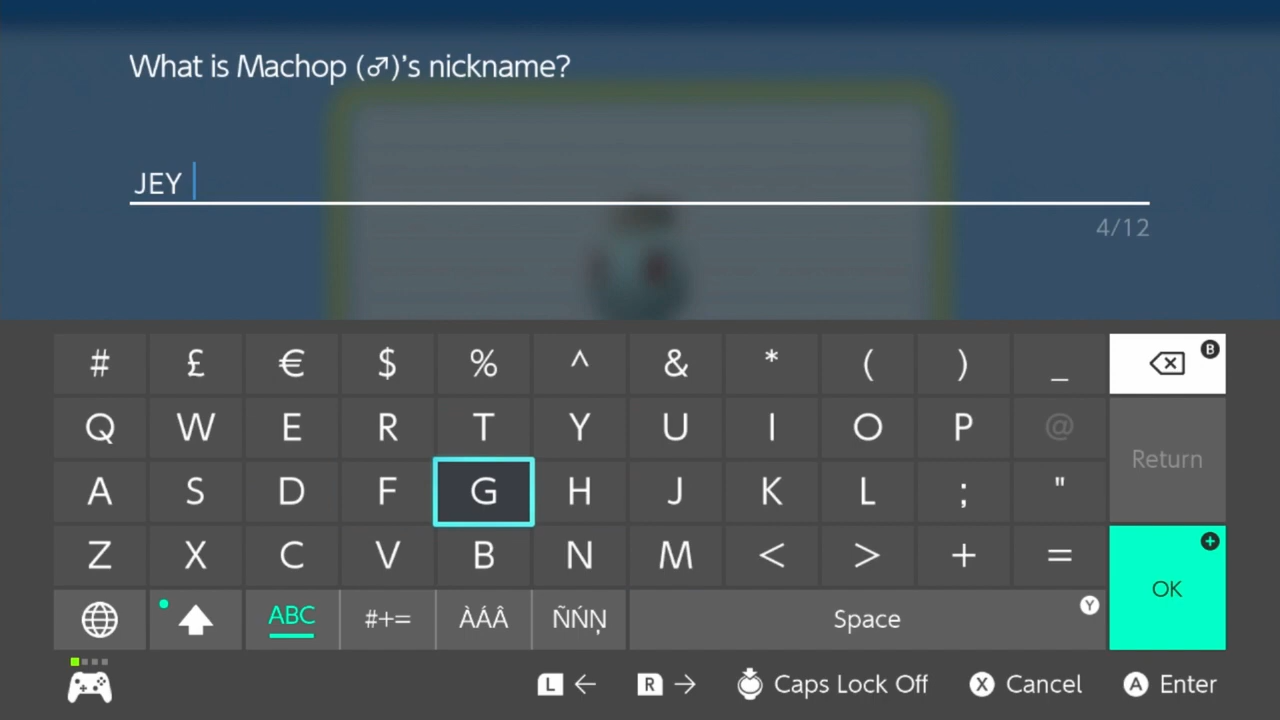 What is Machop (♂)'s nickname?
JEY
4/12
# £ € $ % ^ & * ( ) _ B
Q W E R T Y U I O P @
Return
A S D F G H J K L ; "
Z X C V B N M < > + = +
OK
ABC #+= ÀÁÂ ÑŃŅ Space Y
L ← R → Caps Lock Off X Cancel A Enter